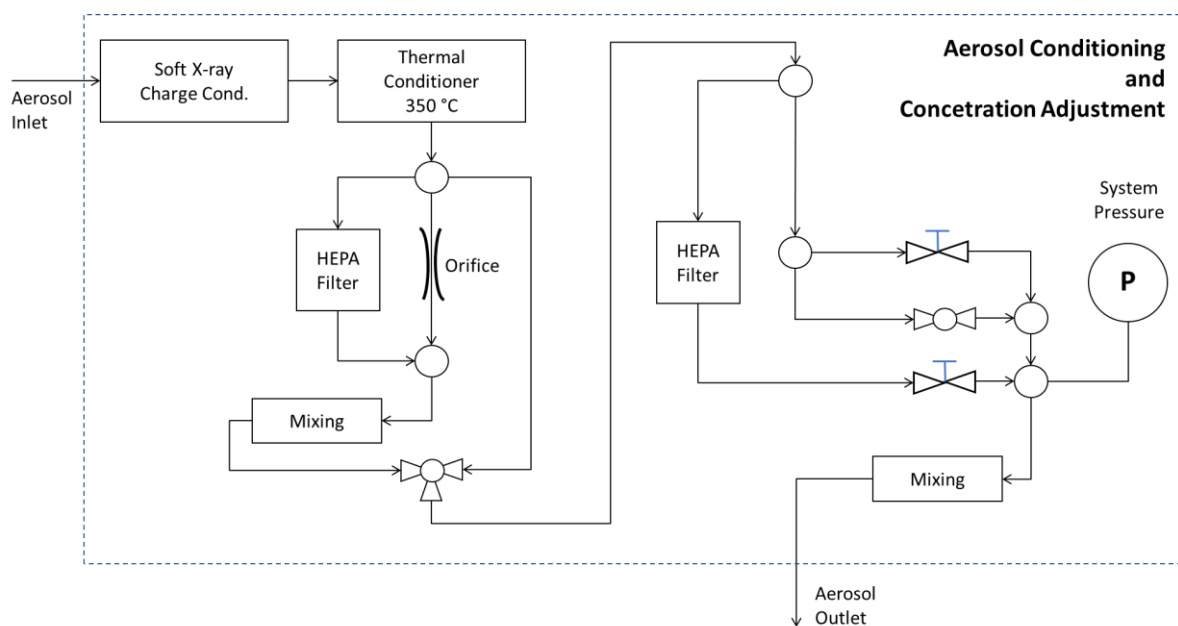 Aerosol Conditioning
and
Concetration Adjustment
Aerosol
Inlet
Soft X-ray
Charge Cond.
Thermal
Conditioner
350 °C
HEPA
Filter
Orifice
Mixing
HEPA
Filter
System
Pressure
P
Mixing
Aerosol
Outlet